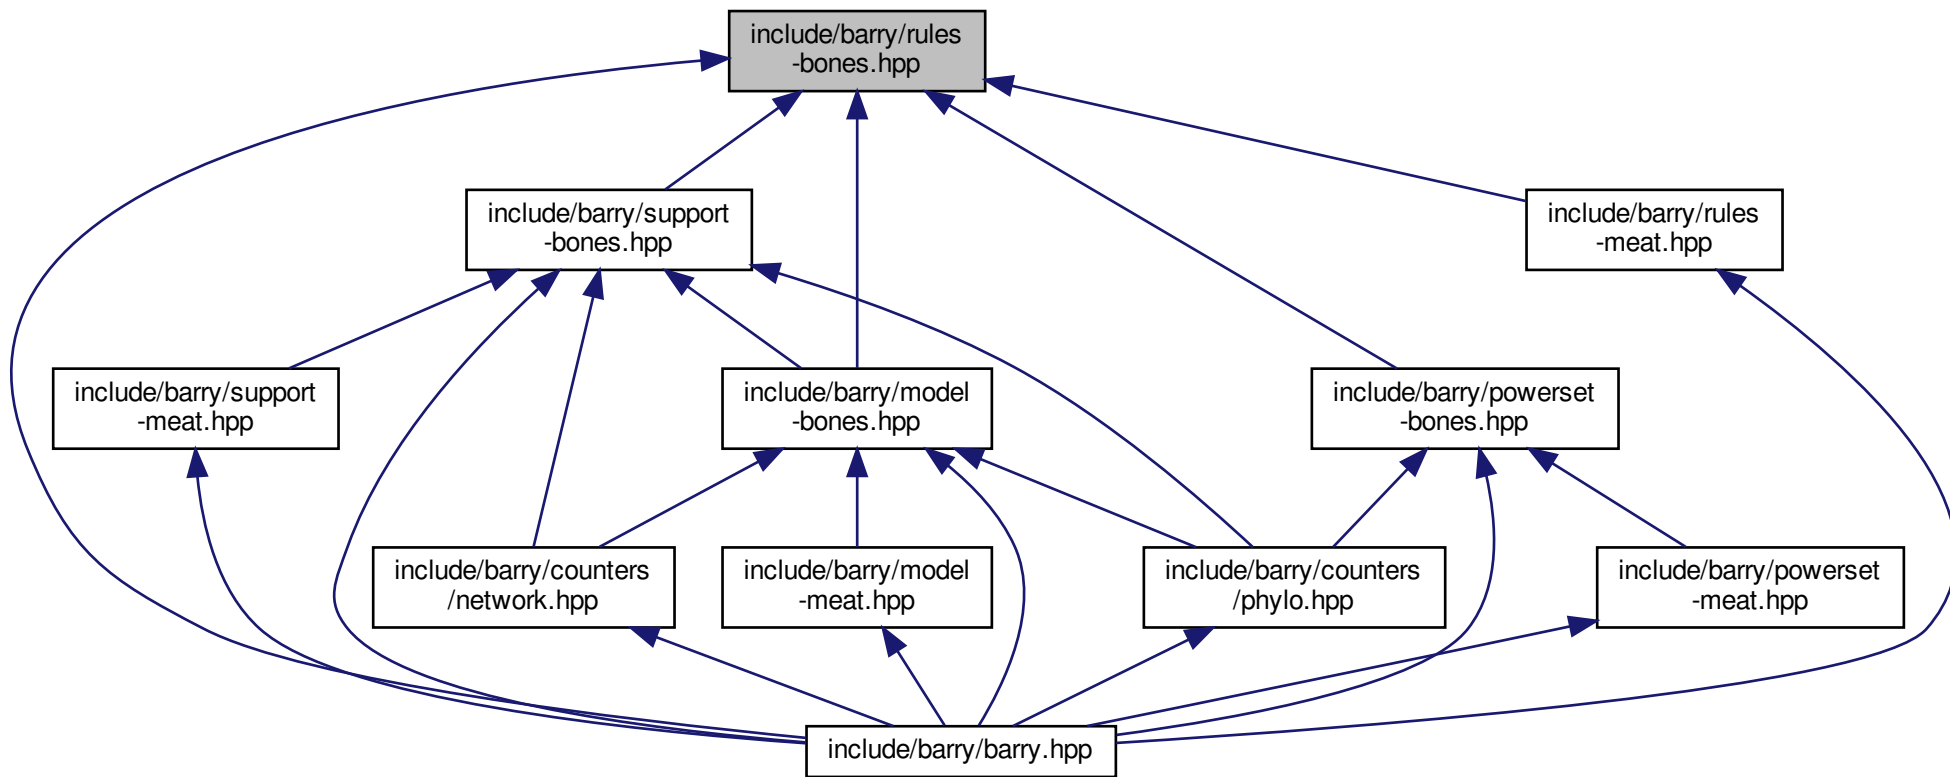 include/barry/rules
-bones.hpp
include/barry/support
-bones.hpp
include/barry/rules
-meat.hpp
include/barry/support
-meat.hpp
include/barry/model
-bones.hpp
include/barry/powerset
-bones.hpp
include/barry/counters
/network.hpp
include/barry/model
-meat.hpp
include/barry/counters
/phylo.hpp
include/barry/powerset
-meat.hpp
include/barry/barry.hpp